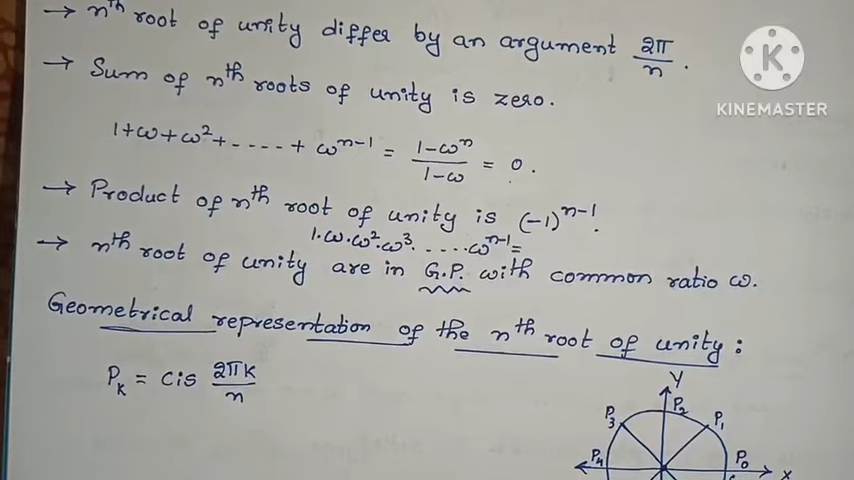 → nᵗʰ root of unity differ by an argument 2π/n .
→ Sum of nᵗʰ roots of unity is zero.
1+ω+ω²+-----+ ωⁿ⁻¹ = 1-ωⁿ/1-ω = 0.
→ Product of nᵗʰ root of unity is (-1)ⁿ⁻¹.
1.ω.ω².ω³......ωⁿ⁻¹=
→ nᵗʰ root of unity are in G.P. with common ratio ω.
Geometrical representation of the nᵗʰ root of unity :
Pₖ = cis 2πk/n
Y
P₃ P₂ P₁
P₄ P₀ X
K
KINEMASTER